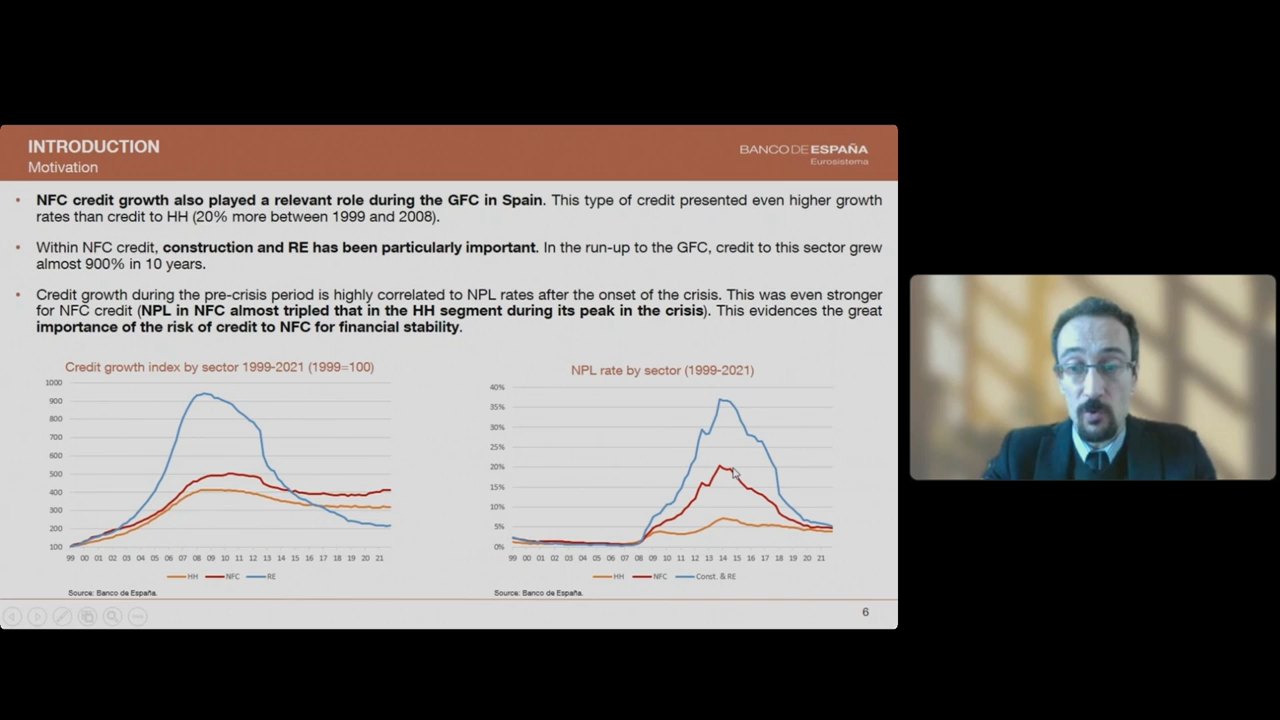 INTRODUCTION
Motivation
BANCO DE ESPAÑA
Eurosistema
• NFC credit growth also played a relevant role during the GFC in Spain. This type of credit presented even higher growth
rates than credit to HH (20% more between 1999 and 2008).
• Within NFC credit, construction and RE has been particularly important. In the run-up to the GFC, credit to this sector grew
almost 900% in 10 years.
• Credit growth during the pre-crisis period is highly correlated to NPL rates after the onset of the crisis. This was even stronger
for NFC credit (NPL in NFC almost tripled that in the HH segment during its peak in the crisis). This evidences the great
importance of the risk of credit to NFC for financial stability.
Credit growth index by sector 1999-2021 (1999=100)
1000
900
800
700
600
500
400
300
200
100
99 00 01 02 03 04 05 06 07 08 09 10 11 12 13 14 15 16 17 18 19 20 21
HH NFC RE
Source: Banco de España.
NPL rate by sector (1999-2021)
40%
35%
30%
25%
20%
15%
10%
5%
0%
99 00 01 02 03 04 05 06 07 08 09 10 11 12 13 14 15 16 17 18 19 20 21
HH NFC Const. & RE
Source: Banco de España.
6